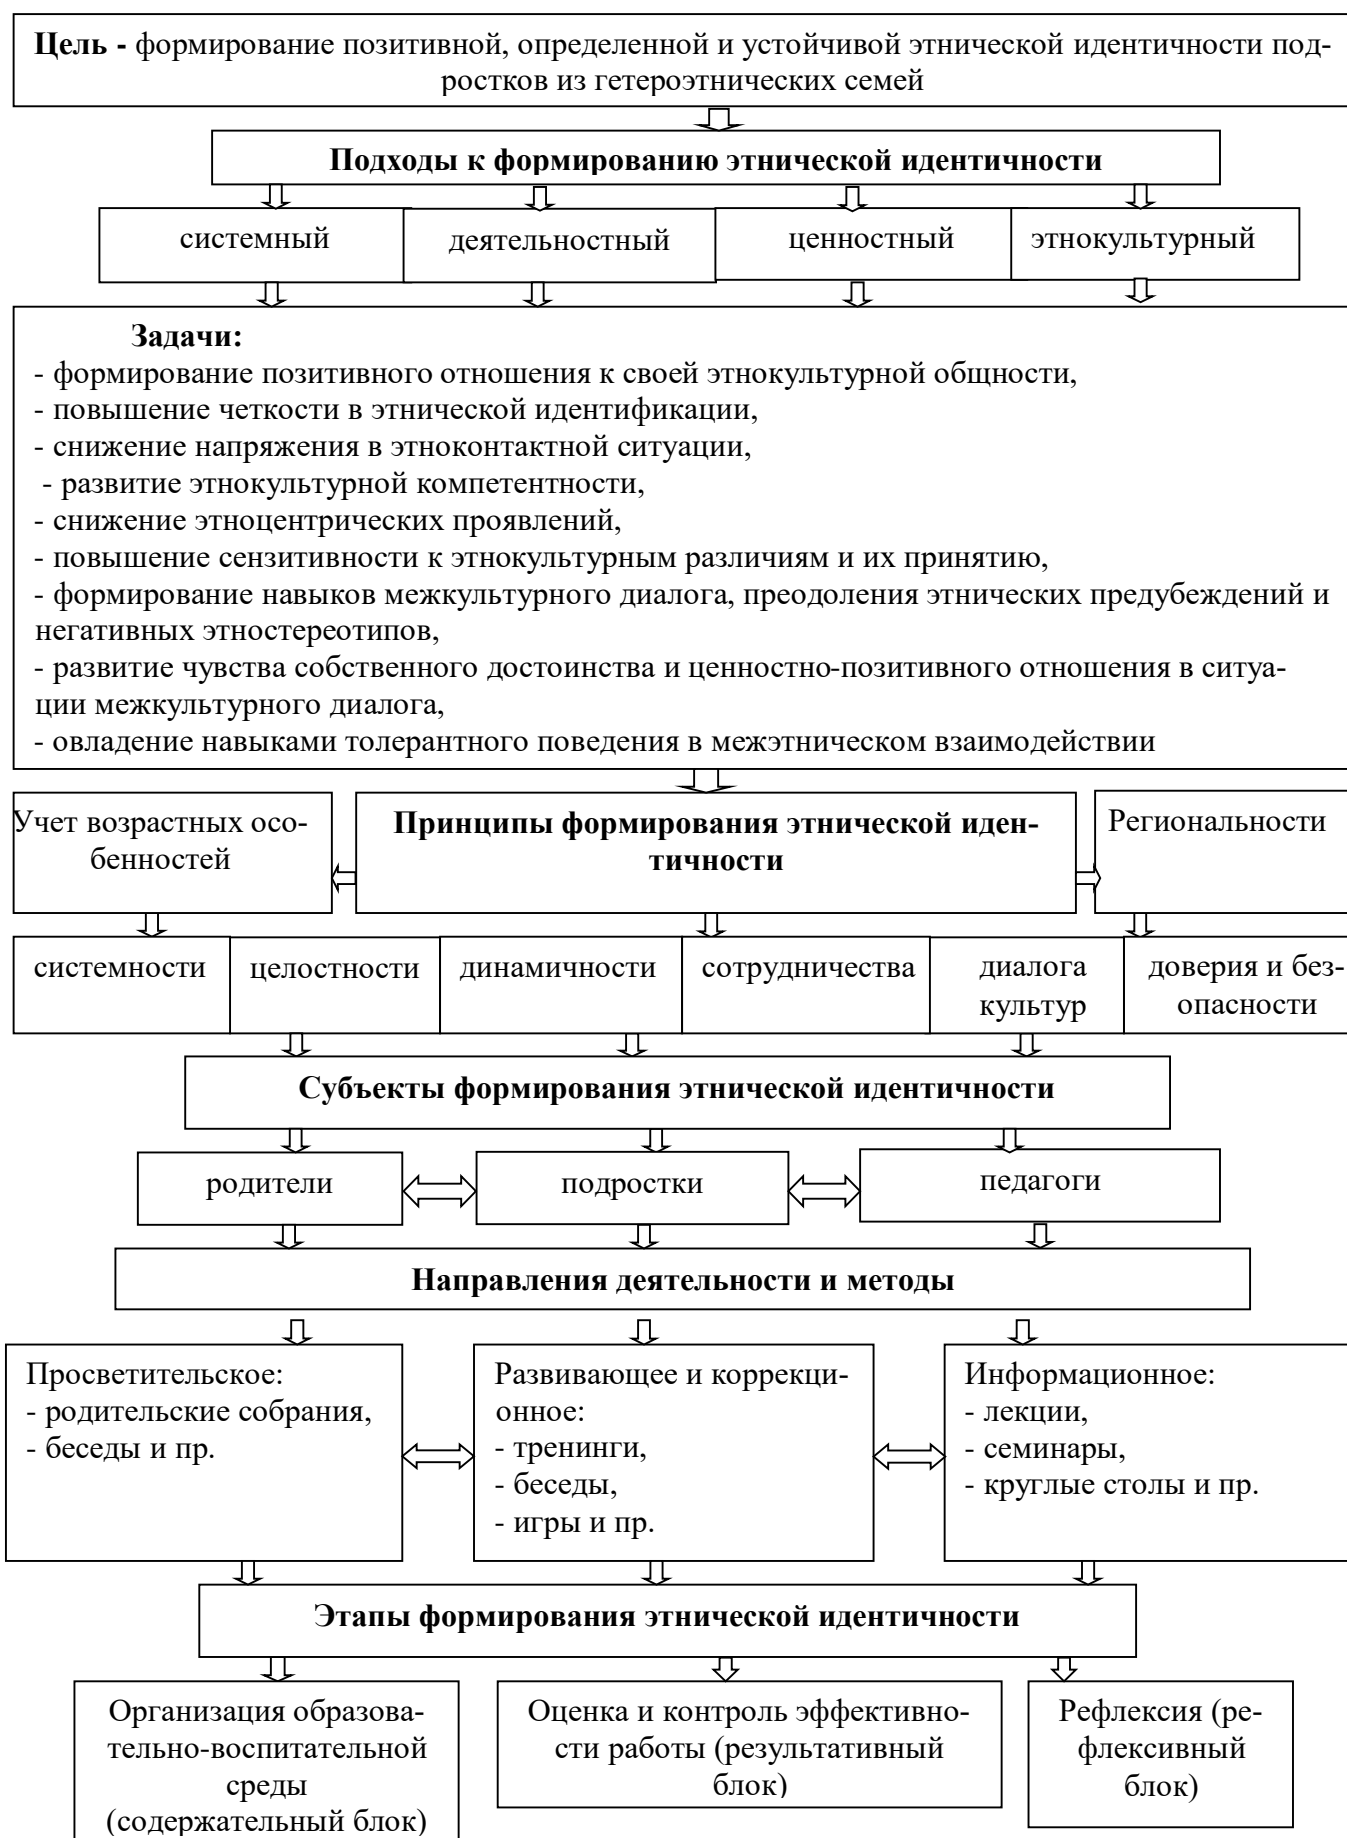 Цель - формирование позитивной, определенной и устойчивой этнической идентичности под-
ростков из гетероэтнических семей
Подходы к формированию этнической идентичности
системный
деятельностный
ценностный
этнокультурный
Задачи:
- формирование позитивного отношения к своей этнокультурной общности,
- повышение четкости в этнической идентификации,
- снижение напряжения в этноконтактной ситуации,
- развитие этнокультурной компетентности,
- снижение этноцентрических проявлений,
- повышение сензитивности к этнокультурным различиям и их принятию,
- формирование навыков межкультурного диалога, преодоления этнических предубеждений и
негативных этностереотипов,
- развитие чувства собственного достоинства и ценностно-позитивного отношения в ситуа-
ции межкультурного диалога,
- овладение навыками толерантного поведения в межэтническом взаимодействии
Учет возрастных осо-
бенностей
Принципы формирования этнической иден-
тичности
Региональности
системности
целостности
динамичности
сотрудничества
диалога
культур
доверия и без-
опасности
Субъекты формирования этнической идентичности
родители
подростки
педагоги
Направления деятельности и методы
Просветительское:
- родительские собрания,
- беседы и пр.
Развивающее и коррекци-
онное:
- тренинги,
- беседы,
- игры и пр.
Информационное:
- лекции,
- семинары,
- круглые столы и пр.
Этапы формирования этнической идентичности
Организация образова-
тельно-воспитательной
среды
(содержательный блок)
Оценка и контроль эффективно-
сти работы (результативный
блок)
Рефлексия (ре-
флексивный
блок)